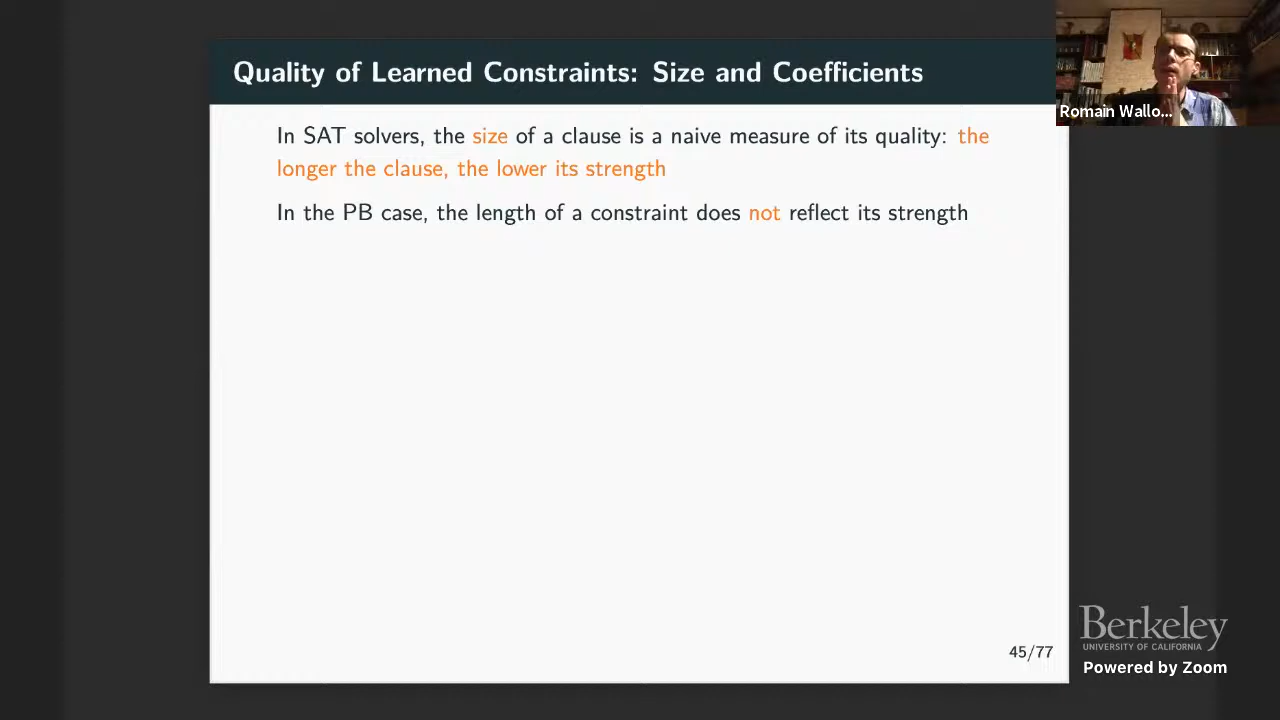 Quality of Learned Constraints: Size and Coefficients
In SAT solvers, the size of a clause is a naive measure of its quality: the
longer the clause, the lower its strength
In the PB case, the length of a constraint does not reflect its strength
45/77
Romain Wallo...
Berkeley
UNIVERSITY OF CALIFORNIA
Powered by Zoom